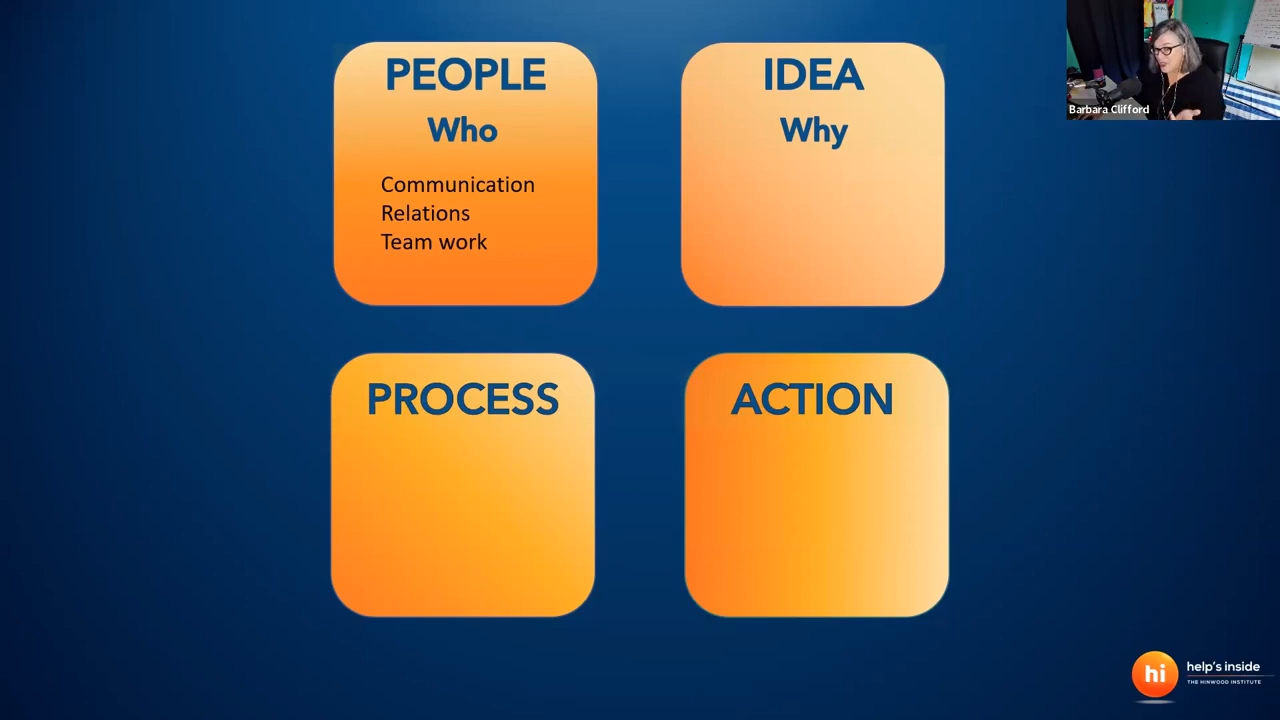 PEOPLE
Who
Communication
Relations
Team work
IDEA
Why
PROCESS
ACTION
Barbara Clifford
hi
help's inside
THE HINWOOD INSTITUTE